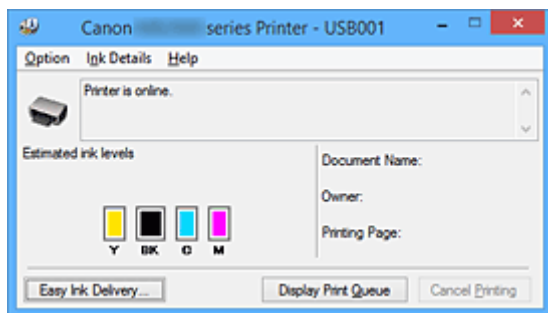 Canon series Printer - USB001
Option Ink Details Help
Printer is online.
Estimated ink levels
Document Name:
Owner:
Printing Page:
Y BK C M
Easy Ink Delivery... Display Print Queue Cancel Printing